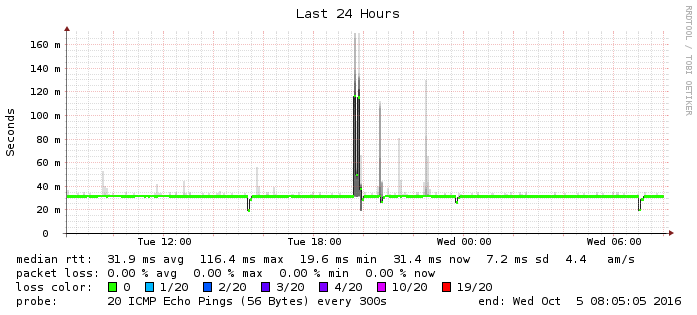 Last 24 Hours
RRDTOOL / TOBI OETIKER
Seconds
160 m
140 m
120 m
100 m
80 m
60 m
40 m
20 m
0
Tue 12:00 Tue 18:00 Wed 00:00 Wed 06:00
median rtt: 31.9 ms avg 116.4 ms max 19.6 ms min 31.4 ms now 7.2 ms sd 4.4 am/s
packet loss: 0.00 % avg 0.00 % max 0.00 % min 0.00 % now
loss color: 0 1/20 2/20 3/20 4/20 10/20 19/20
probe: 20 ICMP Echo Pings (56 Bytes) every 300s end: Wed Oct 5 08:05:05 2016